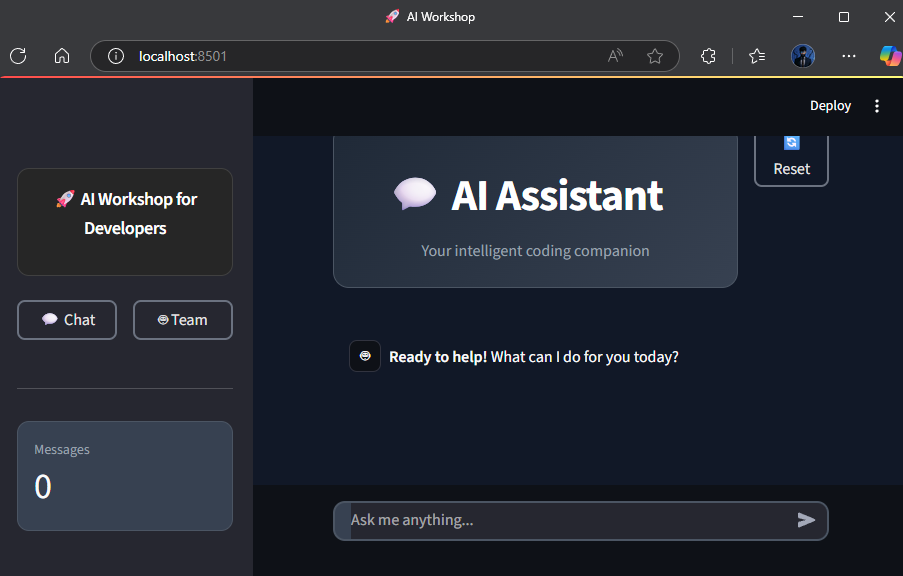 AI Workshop
localhost:8501
Deploy
🚀 AI Workshop for
Developers
Chat
Team
Messages
0
AI Assistant
Your intelligent coding companion
Reset
Ready to help! What can I do for you today?
Ask me anything...